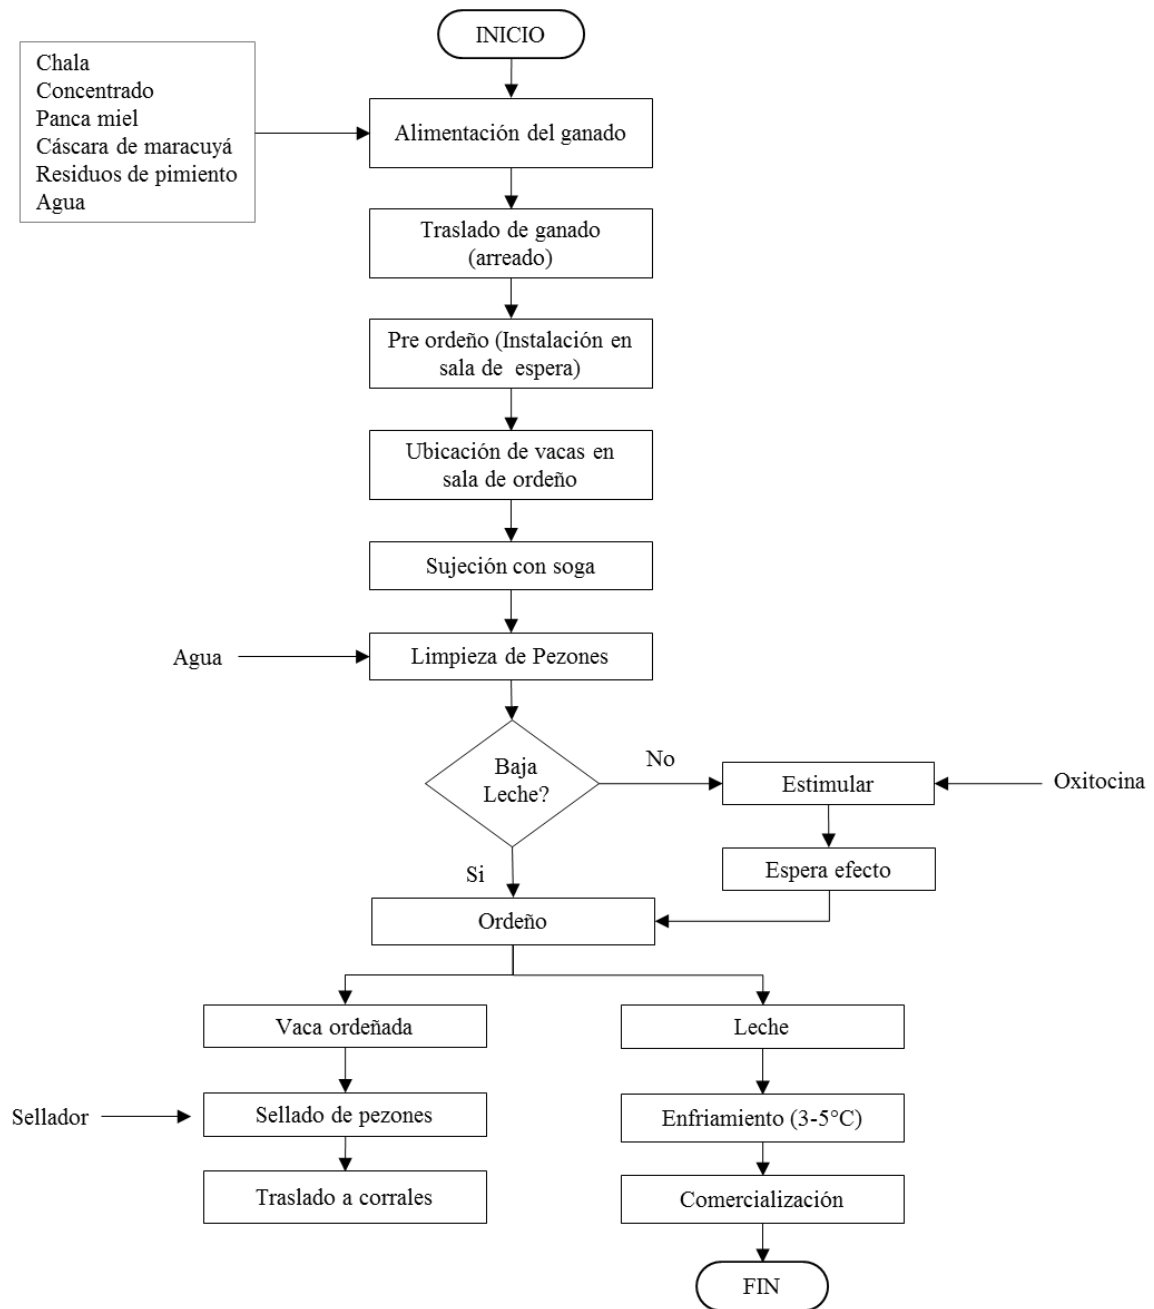 INICIO
Chala
Concentrado
Panca miel
Cáscara de maracuyá
Residuos de pimiento
Agua
Alimentación del ganado
Traslado de ganado
(arreado)
Pre ordeño (Instalación en
sala de espera)
Ubicación de vacas en
sala de ordeño
Sujeción con soga
Agua
Limpieza de Pezones
Baja
Leche?
No
Estimular
Oxitocina
Espera efecto
Si
Ordeño
Vaca ordeñada
Leche
Sellador
Sellado de pezones
Enfriamiento (3-5°C)
Traslado a corrales
Comercialización
FIN